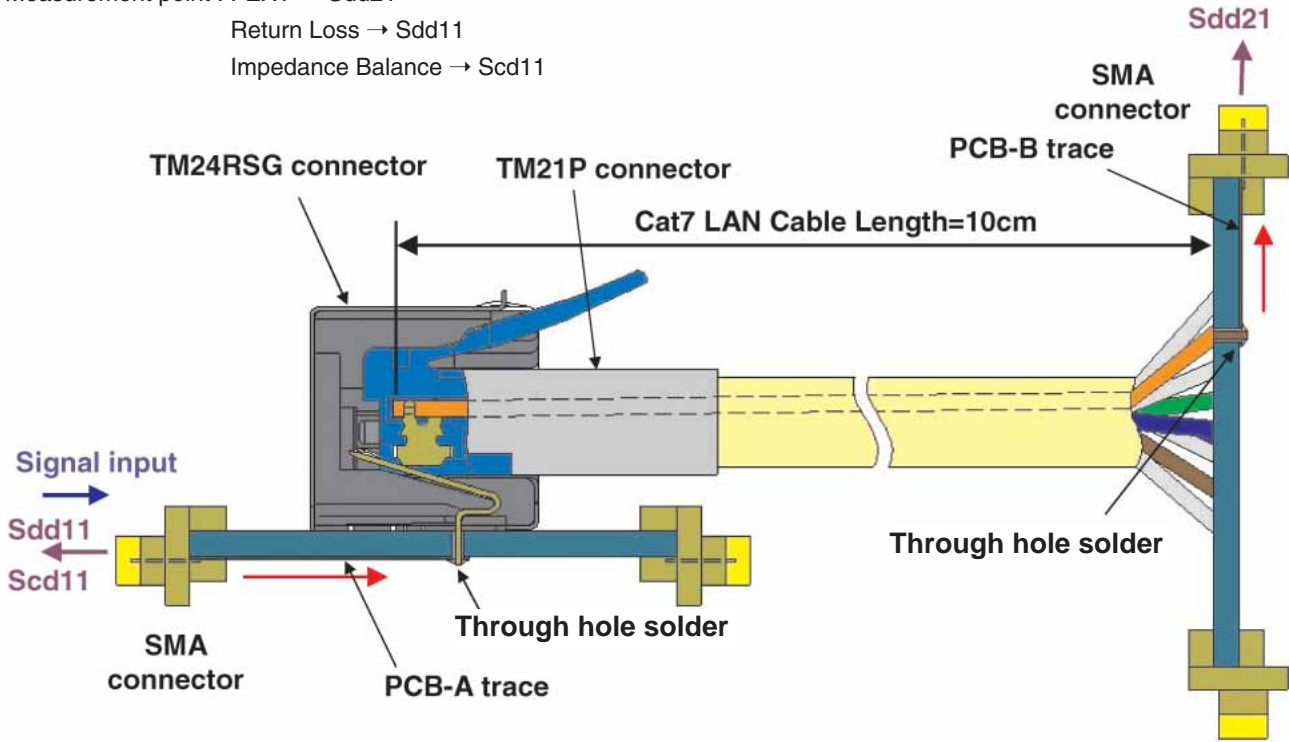 Return Loss → Sdd11
Impedance Balance → Scd11
Sdd21
SMA
connector
PCB-B trace
TM24RSG connector
TM21P connector
Cat7 LAN Cable Length=10cm
Signal input
Sdd11
Scd11
Through hole solder
Through hole solder
SMA
connector
PCB-A trace